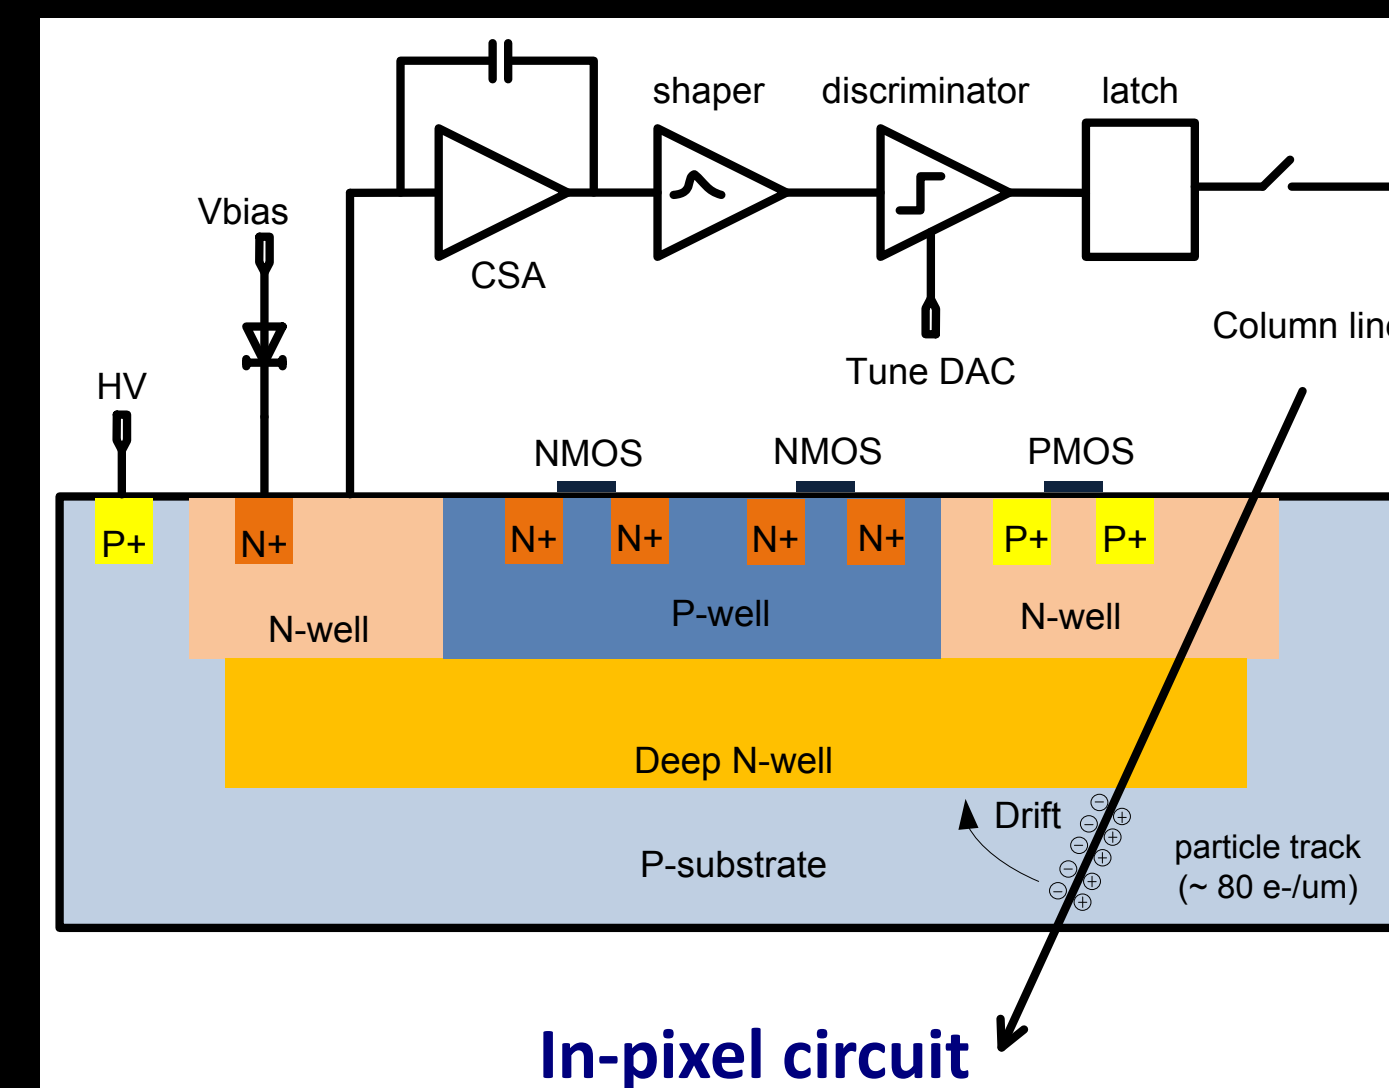 shaper discriminator latch
Vbias
CSA
Column line
HV
Tune DAC
NMOS NMOS PMOS
P+ N+ N+ N+ N+ N+ P+ P+
N-well P-well N-well
Deep N-well
Drift
P-substrate
particle track
(~ 80 e-/um)
In-pixel circuit